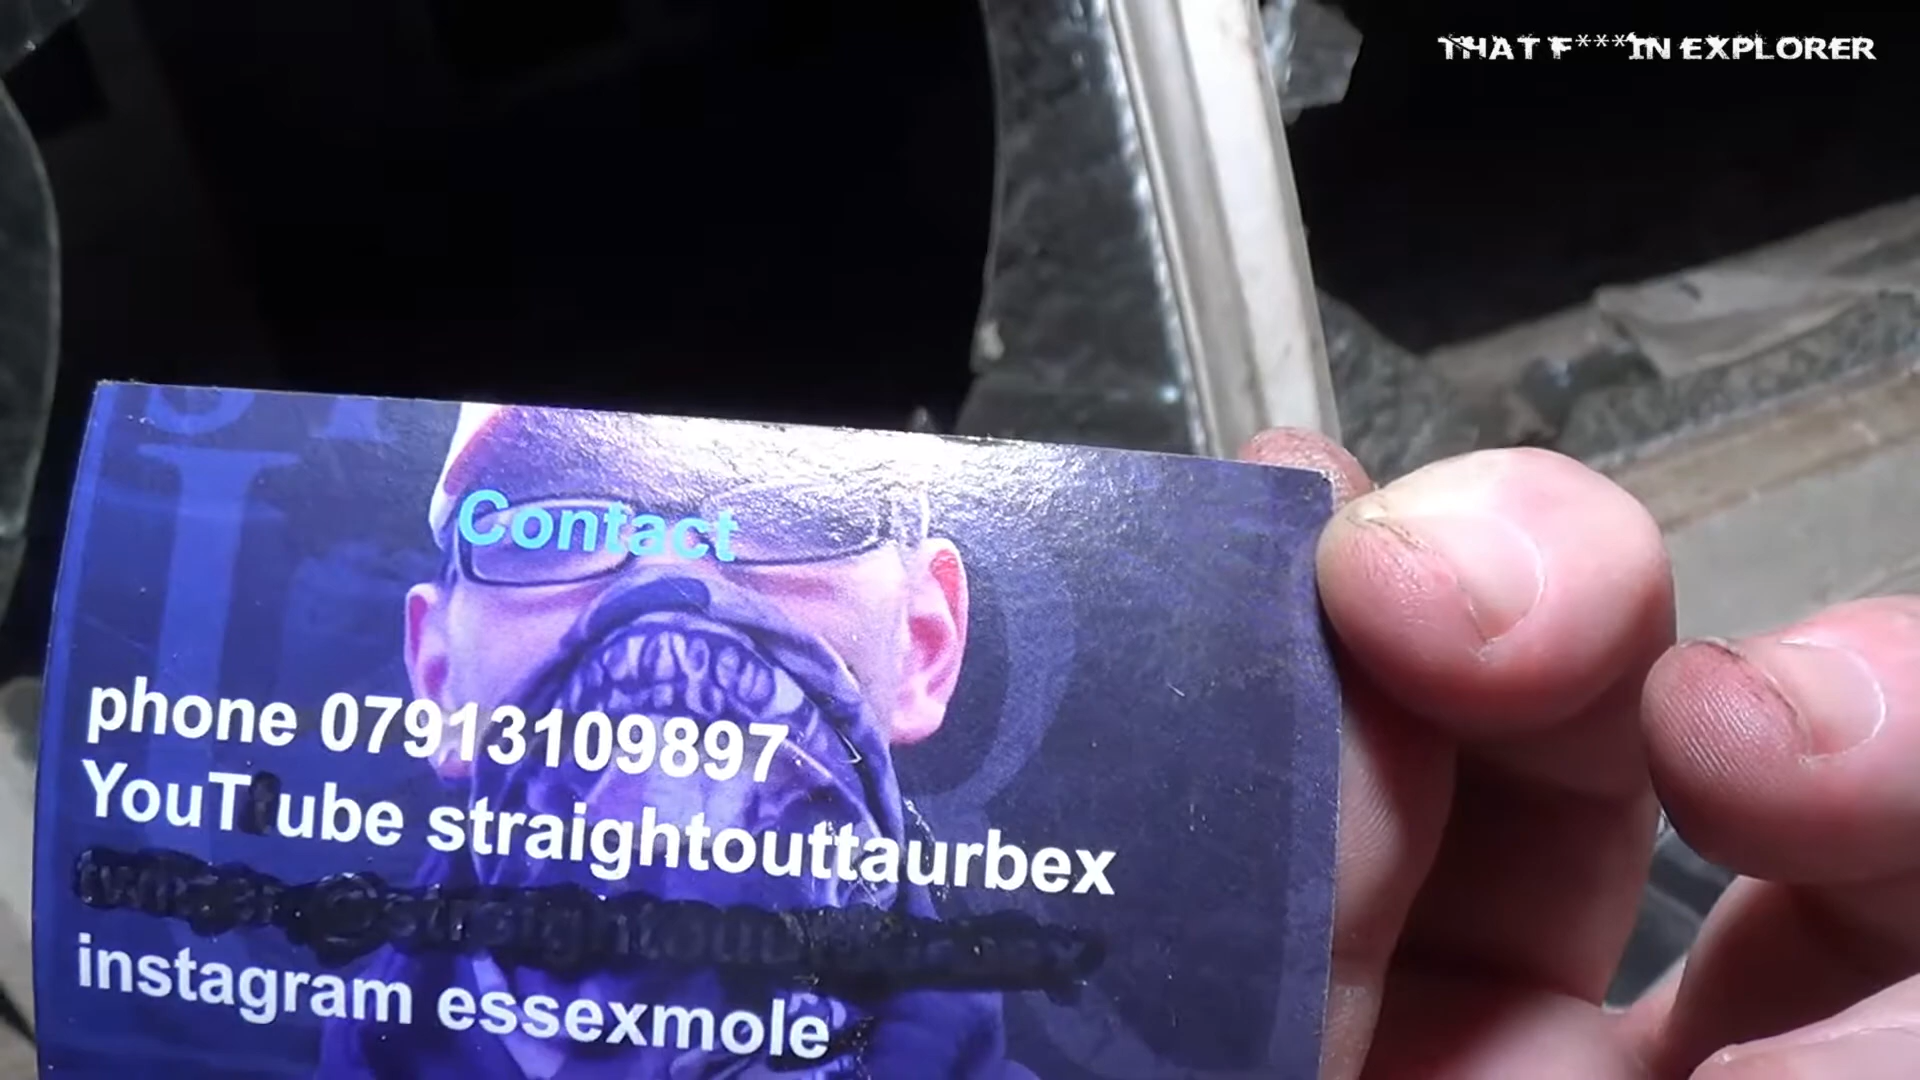 THAT F***IN EXPLORER
Contact
phone 07913109897
YouTube straightouttaurbex
instagram essexmole